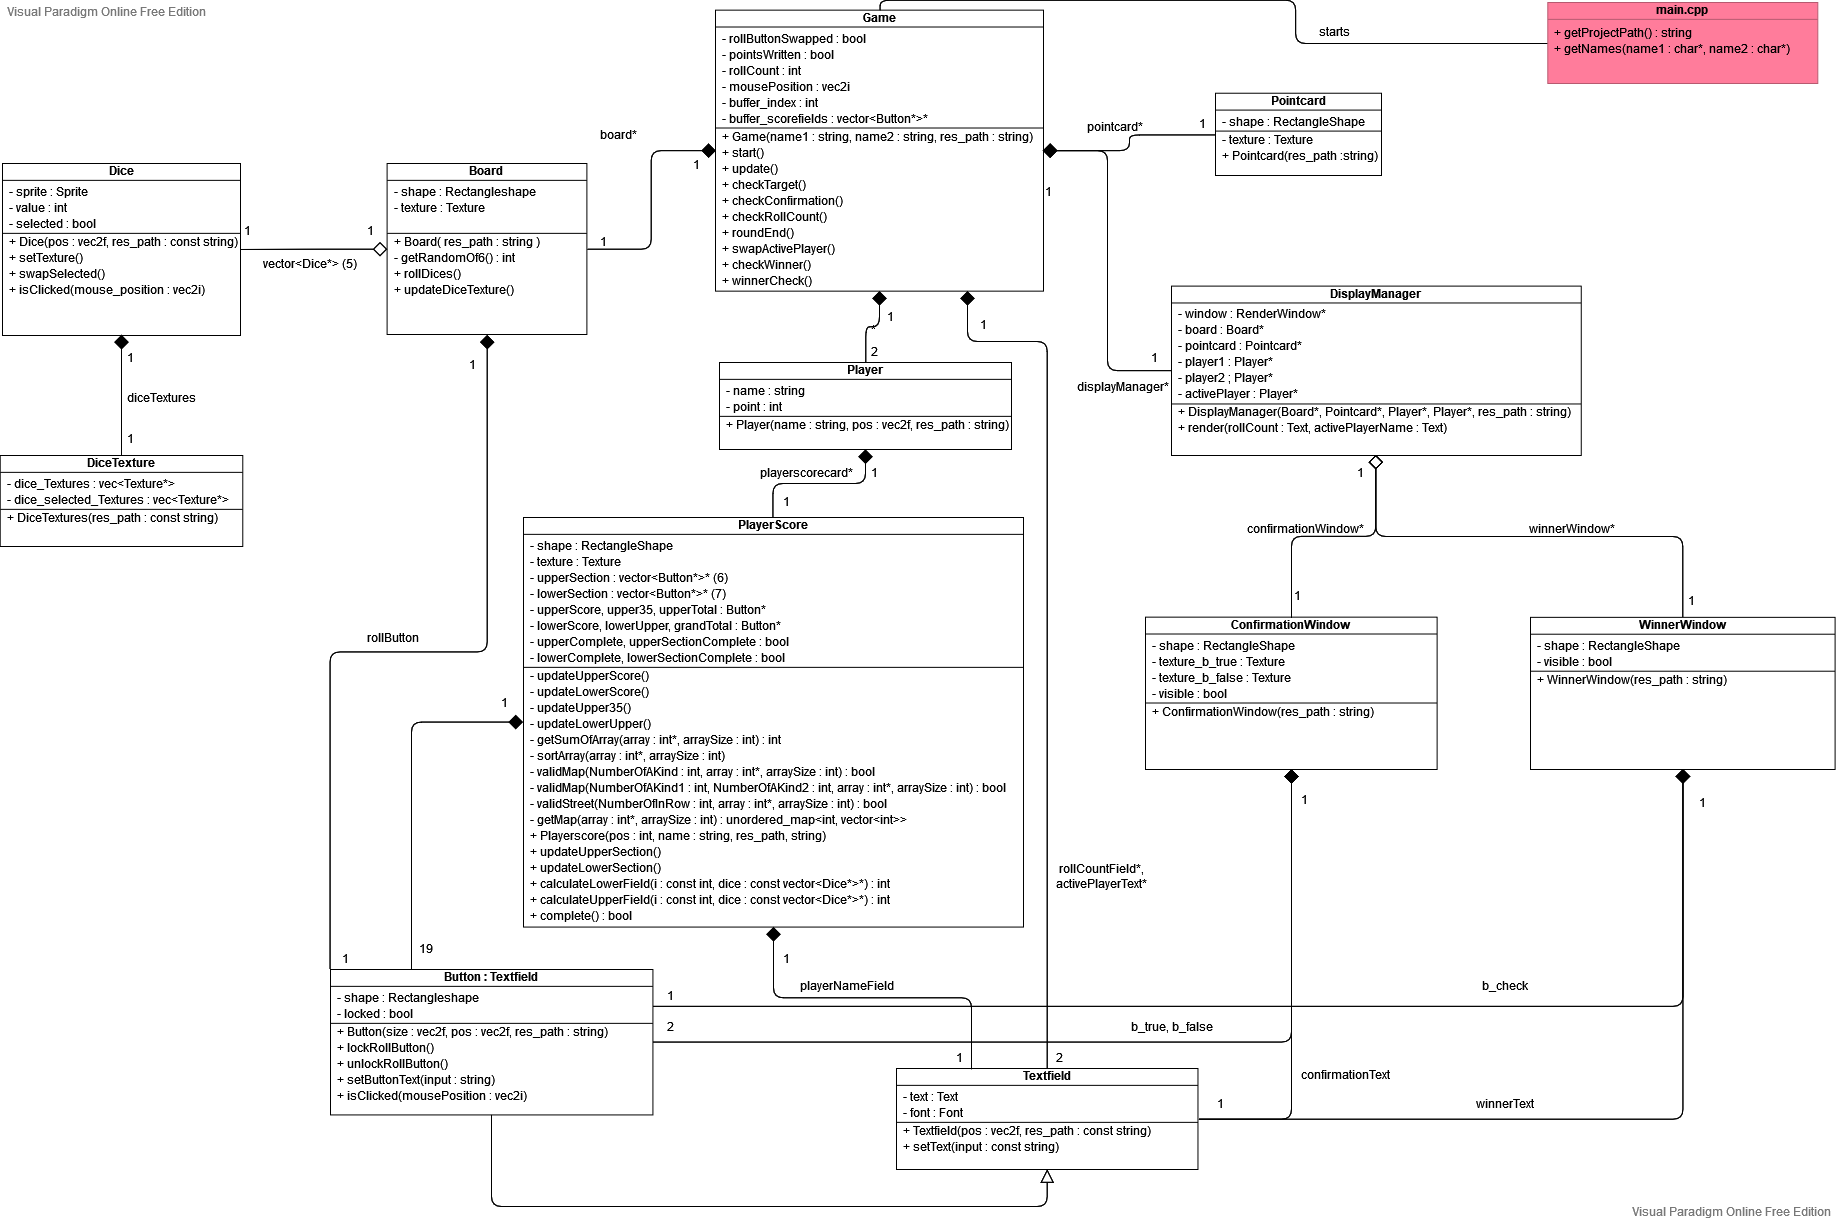 Visual Paradigm Online Free Edition
Game
- rollButtonSwapped : bool
- pointsWritten : bool
- rollCount : int
- mousePosition : vec2i
- buffer_index : int
- buffer_scorefields : vector<Button*>*
+ Game(name1 : string, name2 : string, res_path : string)
+ start()
+ update()
+ checkTarget()
+ checkConfirmation()
+ checkRollCount()
+ roundEnd()
+ swapActivePlayer()
+ checkWinner()
+ winnerCheck()
starts
main.cpp
+ getProjectPath() : string
+ getNames(name1 : char*, name2 : char*)
Pointcard
- shape : RectangleShape
- texture : Texture
+ Pointcard(res_path :string)
pointcard*
1
1
board*
1
1
Dice
- sprite : Sprite
- value : int
- selected : bool
+ Dice(pos : vec2f, res_path : const string)
+ setTexture()
+ swapSelected()
+ isClicked(mouse_position : vec2i)
1
1
vector<Dice*> (5)
Board
- shape : Rectangleshape
- texture : Texture
+ Board( res_path : string )
- getRandomOf6() : int
+ rollDices()
+ updateDiceTexture()
1
diceTextures
1
DiceTexture
- dice_Textures : vec<Texture*>
- dice_selected_Textures : vec<Texture*>
+ DiceTextures(res_path : const string)
1
rollButton
1
1
*
2
1
Player
- name : string
- point : int
+ Player(name : string, pos : vec2f, res_path : string)
1
displayManager*
DisplayManager
- window : RenderWindow*
- board : Board*
- pointcard : Pointcard*
- player1 : Player*
- player2 ; Player*
- activePlayer : Player*
+ DisplayManager(Board*, Pointcard*, Player*, Player*, res_path : string)
+ render(rollCount : Text, activePlayerName : Text)
playerscorecard*
1
1
PlayerScore
- shape : RectangleShape
- texture : Texture
- upperSection : vector<Button*>* (6)
- lowerSection : vector<Button*>* (7)
- upperScore, upper35, upperTotal : Button*
- lowerScore, lowerUpper, grandTotal : Button*
- upperComplete, upperSectionComplete : bool
- lowerComplete, lowerSectionComplete : bool
- updateUpperScore()
- updateLowerScore()
- updateUpper35()
- updateLowerUpper()
- getSumOfArray(array : int*, arraySize : int) : int
- sortArray(array : int*, arraySize : int)
- validMap(NumberOfAKind : int, array : int*, arraySize : int) : bool
- validMap(NumberOfAKind1 : int, NumberOfAKind2 : int, array : int*, arraySize : int) : bool
- validStreet(NumberOfInRow : int, array : int*, arraySize : int) : bool
- getMap(array : int*, arraySize : int) : unordered_map<int, vector<int>>
+ Playerscore(pos : int, name : string, res_path, string)
+ updateUpperSection()
+ updateLowerSection()
+ calculateLowerField(i : const int, dice : const vector<Dice*>*) : int
+ calculateUpperField(i : const int, dice : const vector<Dice*>*) : int
+ complete() : bool
1
19
1
confirmationWindow*
winnerWindow*
1
1
ConfirmationWindow
- shape : RectangleShape
- texture_b_true : Texture
- texture_b_false : Texture
- visible : bool
+ ConfirmationWindow(res_path : string)
WinnerWindow
- shape : RectangleShape
- visible : bool
+ WinnerWindow(res_path : string)
1
1
rollCountField*,
activePlayerText*
1
playerNameField
1
2
Button : Textfield
- shape : Rectangleshape
- locked : bool
+ Button(size : vec2f, pos : vec2f, res_path : string)
+ lockRollButton()
+ unlockRollButton()
+ setButtonText(input : string)
+ isClicked(mousePosition : vec2i)
1
b_check
2
b_true, b_false
Textfield
- text : Text
- font : Font
+ Textfield(pos : vec2f, res_path : const string)
+ setText(input : const string)
1
confirmationText
winnerText
Visual Paradigm Online Free Edition